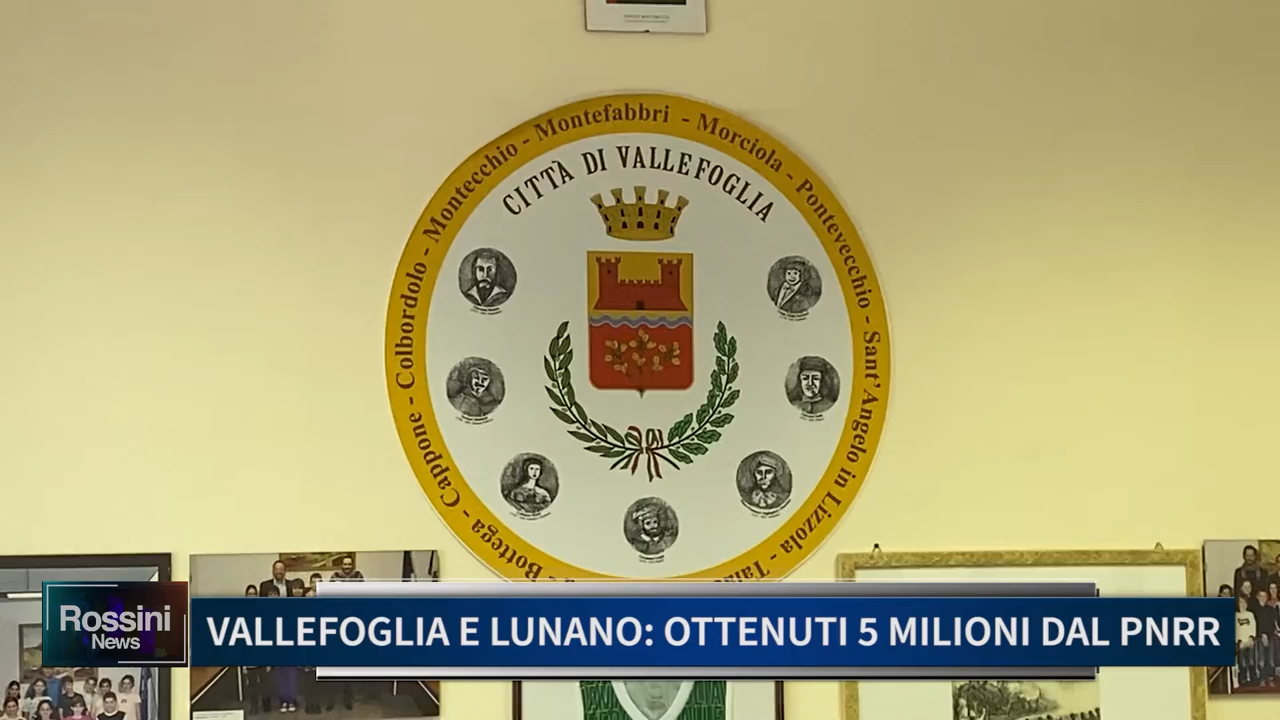 CITTÀ DI VALLEFOGLIA
Bottega - Cappone - Colbordolo - Montecchio - Montefabbri - Morciola - Pontevecchio - Sant'Angelo in Lizzola -
Rossini
News
VALLEFOGLIA E LUNANO: OTTENUTI 5 MILIONI DAL PNRR